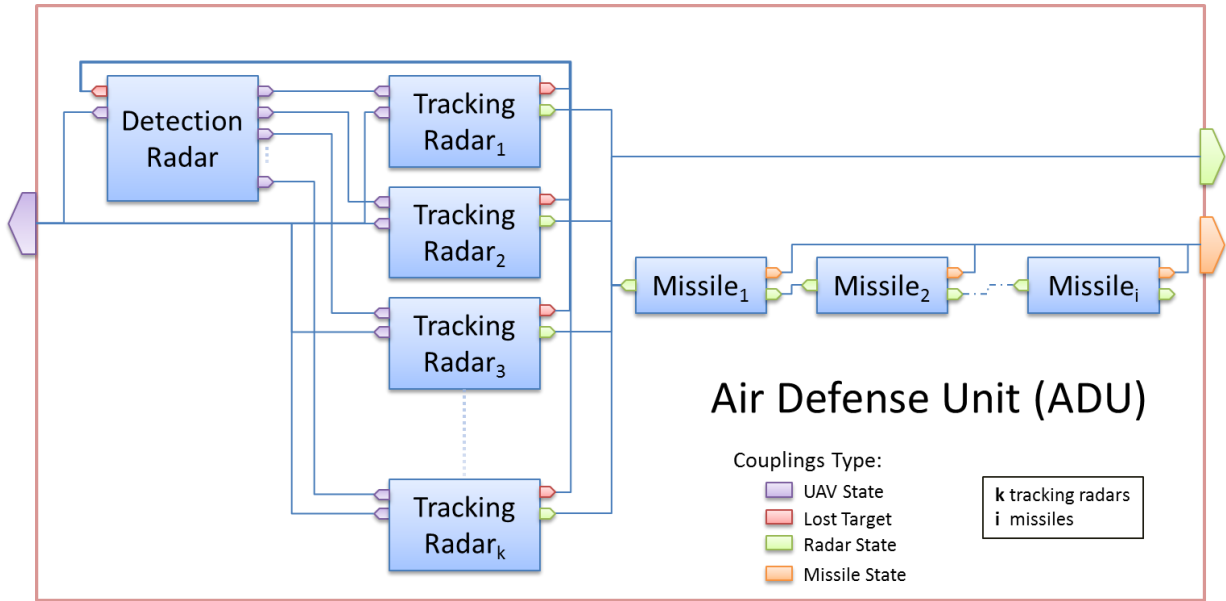 Detection
Radar
Tracking
Radar1
Tracking
Radar2
Tracking
Radar3
Tracking
Radark
Missile1
Missile2
Missilei
Air Defense Unit (ADU)
Couplings Type:
UAV State
Lost Target
Radar State
Missile State
k tracking radars
i missiles